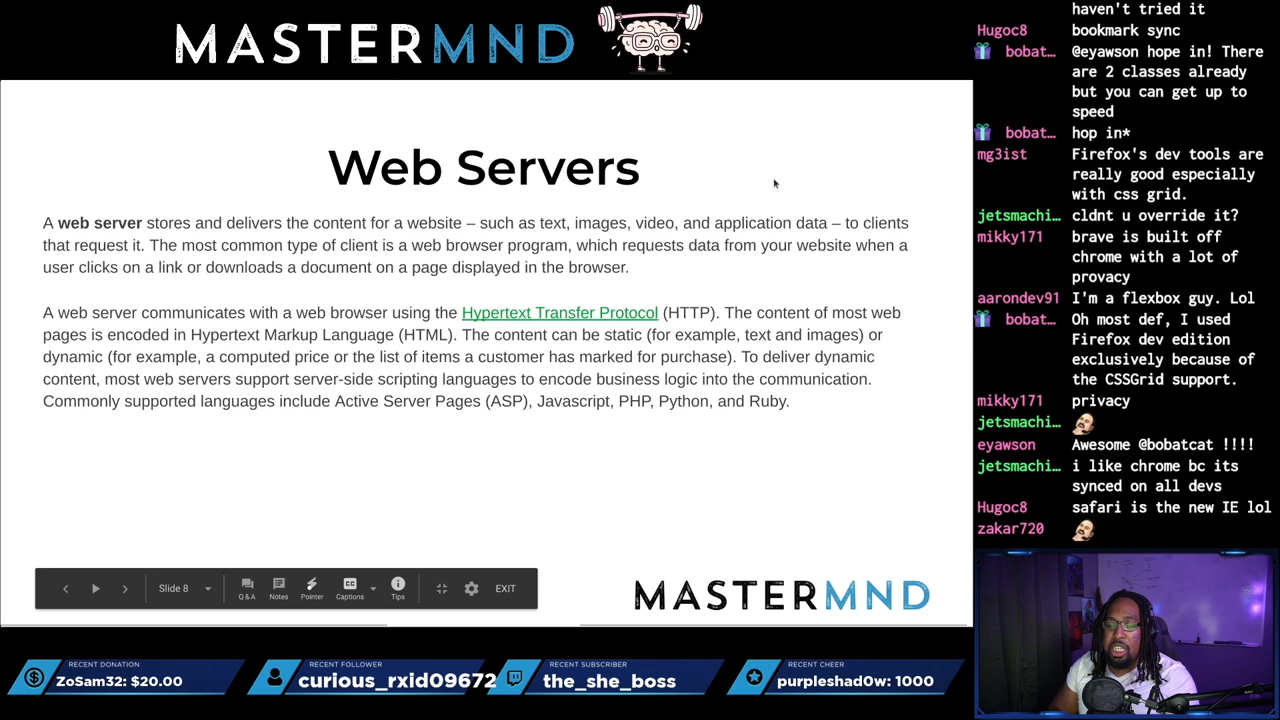 MASTERMND
Web Servers
A web server stores and delivers the content for a website – such as text, images, video, and application data – to clients
that request it. The most common type of client is a web browser program, which requests data from your website when a
user clicks on a link or downloads a document on a page displayed in the browser.
A web server communicates with a web browser using the Hypertext Transfer Protocol (HTTP). The content of most web
pages is encoded in Hypertext Markup Language (HTML). The content can be static (for example, text and images) or
dynamic (for example, a computed price or the list of items a customer has marked for purchase). To deliver dynamic
content, most web servers support server-side scripting languages to encode business logic into the communication.
Commonly supported languages include Active Server Pages (ASP), Javascript, PHP, Python, and Ruby.
Slide 8
Q & A
Notes
Pointer
Captions
Tips
EXIT
MASTERMND
haven't tried it
Hugoc8 bookmark sync
bobat… @eyawson hope in! There
are 2 classes already
but you can get up to
speed
bobat… hop in*
mg3ist Firefox's dev tools are
really good especially
with css grid.
jetsmachi… cldnt u override it?
mikky171 brave is built off
chrome with a lot of
provacy
aarondev91 I'm a flexbox guy. Lol
bobat… Oh most def, I used
Firefox dev edition
exclusively because of
the CSSGrid support.
mikky171 privacy
jetsmachi…
eyawson Awesome @bobatcat !!!!
jetsmachi… i like chrome bc its
synced on all devs
Hugoc8 safari is the new IE lol
zakar720
RECENT DONATION
ZoSam32: $20.00
RECENT FOLLOWER
curious_rxid09672
RECENT SUBSCRIBER
the_she_boss
RECENT CHEER
purpleshad0w: 1000